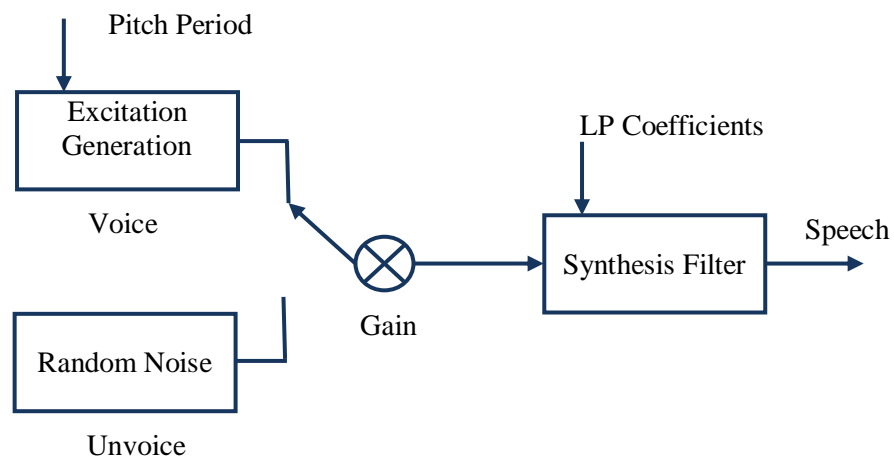 Pitch Period
Excitation
Generation
Voice
LP Coefficients
Speech
Synthesis Filter
Gain
Random Noise
Unvoice